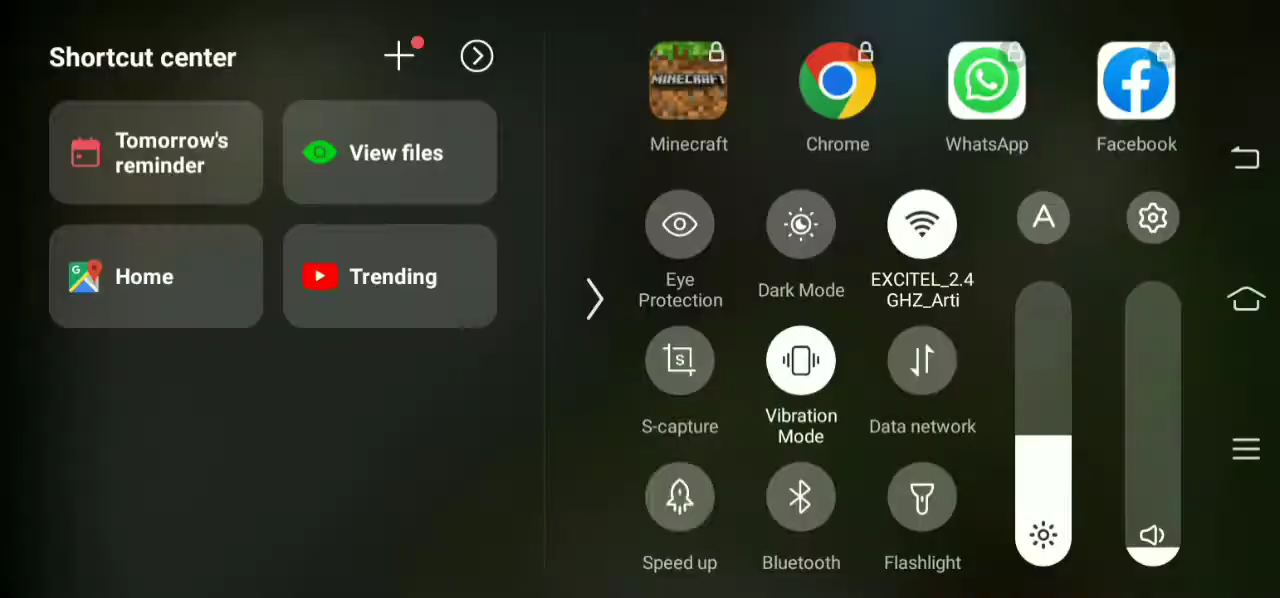 Shortcut center
Tomorrow's
reminder
View files
Home
Trending
MINECRAFT
Minecraft
Chrome
WhatsApp
Facebook
Eye
Protection
Dark Mode
EXCITEL_2.4
GHZ_Arti
A
S
S-capture
Vibration
Mode
Data network
Speed up
Bluetooth
Flashlight